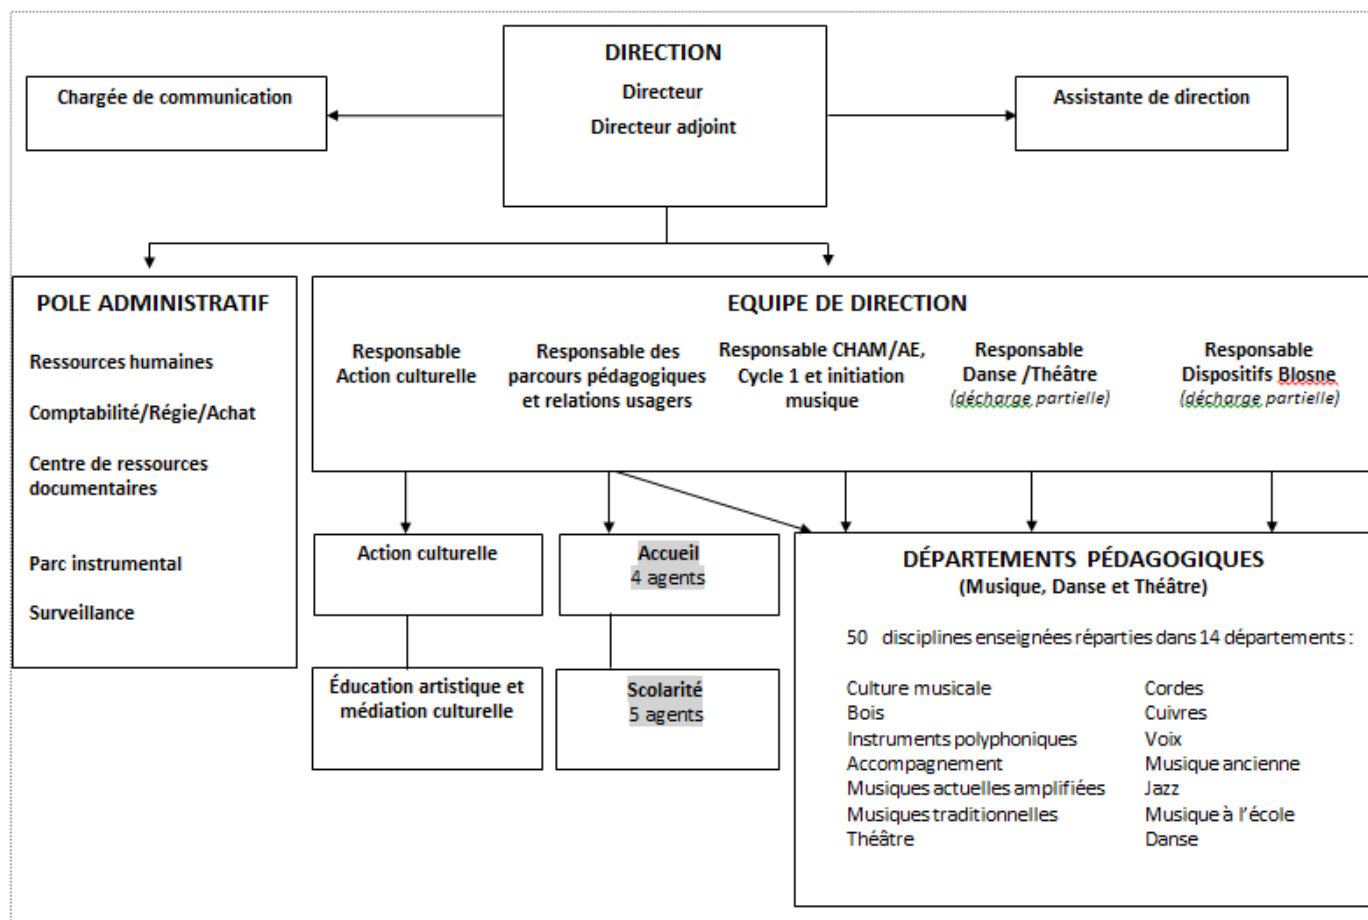 DIRECTION
Directeur
Directeur adjoint
Chargée de communication
Assistante de direction
POLE ADMINISTRATIF
Ressources humaines
Comptabilité/Régie/Achat
Centre de ressources
documentaires
Parc instrumental
Surveillance
EQUIPE DE DIRECTION
Responsable
Action culturelle
Responsable des
parcours pédagogiques
et relations usagers
Responsable CHAM/AE,
Cycle 1 et initiation
musique
Responsable
Danse /Théâtre
(décharge partielle)
Responsable
Dispositifs Blosne
(décharge partielle)
Action culturelle
Éducation artistique et
médiation culturelle
Accueil
4 agents
Scolarité
5 agents
DÉPARTEMENTS PÉDAGOGIQUES
(Musique, Danse et Théâtre)
50 disciplines enseignées réparties dans 14 départements :
Culture musicale
Bois
Instruments polyphoniques
Accompagnement
Musiques actuelles amplifiées
Musiques traditionnelles
Théâtre
Cordes
Cuivres
Voix
Musique ancienne
Jazz
Musique à l'école
Danse